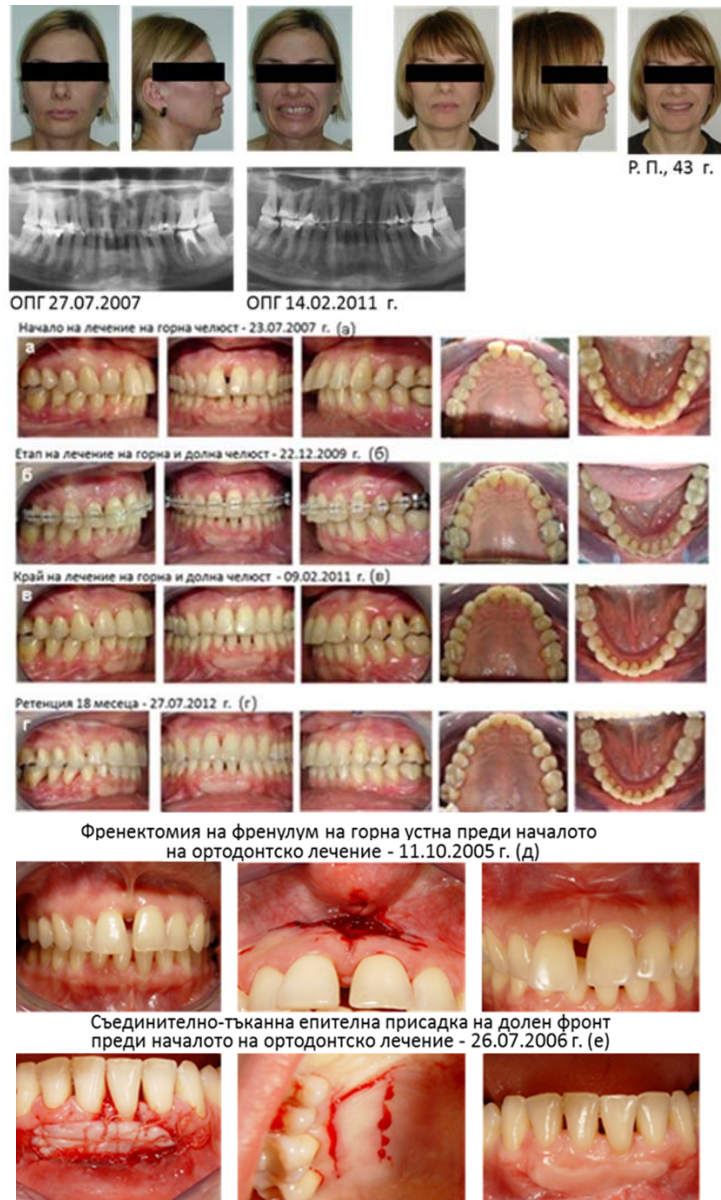 Р. П., 43 г.
ОПГ 27.07.2007
ОПГ 14.02.2011 г.
Начало на лечение на горна челюст - 23.07.2007 г. (а)
а
Етап на лечение на горна и долна челюст - 22.12.2009 г. (б)
б
Край на лечение на горна и долна челюст - 09.02.2011 г. (в)
в
Ретенция 18 месеца - 27.07.2012 г. (г)
г
Френектомия на френулум на горна устна преди началото
на ортодонтско лечение - 11.10.2005 г. (д)
Съединително-тъканна епителна присадка на долен фронт
преди началото на ортодонтско лечение - 26.07.2006 г. (е)